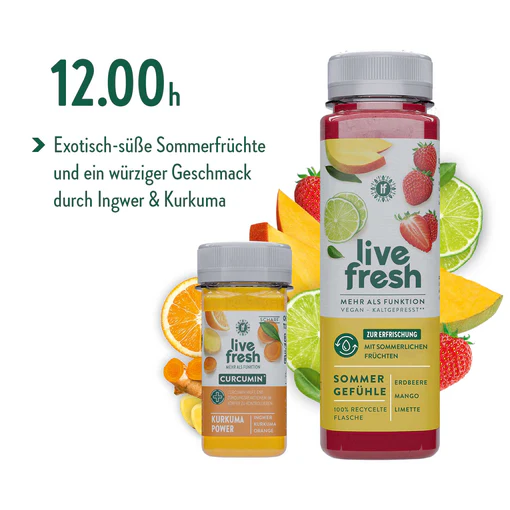 12.00h
Exotisch-süße Sommerfrüchte
und ein würziger Geschmack
durch Ingwer & Kurkuma
lf
live
fresh
MEHR ALS FUNKTION
VEGAN - KALTGEPRESST**
ZUR ERFRISCHUNG
MIT SOMMERLICHEN
FRÜCHTEN
SOMMER
GEFÜHLE
100% RECYCELTE
FLASCHE
ERDBEERE
MANGO
LIMETTE
live
fresh
MEHR ALS FUNKTION
CURCUMIN
KURKUMA
POWER
INGWER
KURKUMA
ORANGE